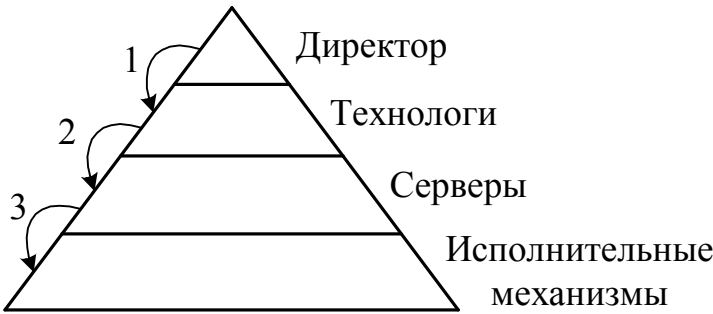 1
Директор
2
Технологи
3
Серверы
Исполнительные
механизмы